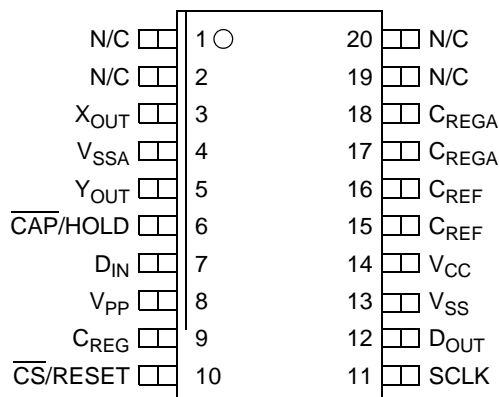 N/C 1 20 N/C
N/C 2 19 N/C
XOUT 3 18 CREGA
VSSA 4 17 CREGA
YOUT 5 16 CREF
CAP/HOLD 6 15 CREF
DIN 7 14 VCC
VPP 8 13 VSS
CREG 9 12 DOUT
CS/RESET 10 11 SCLK